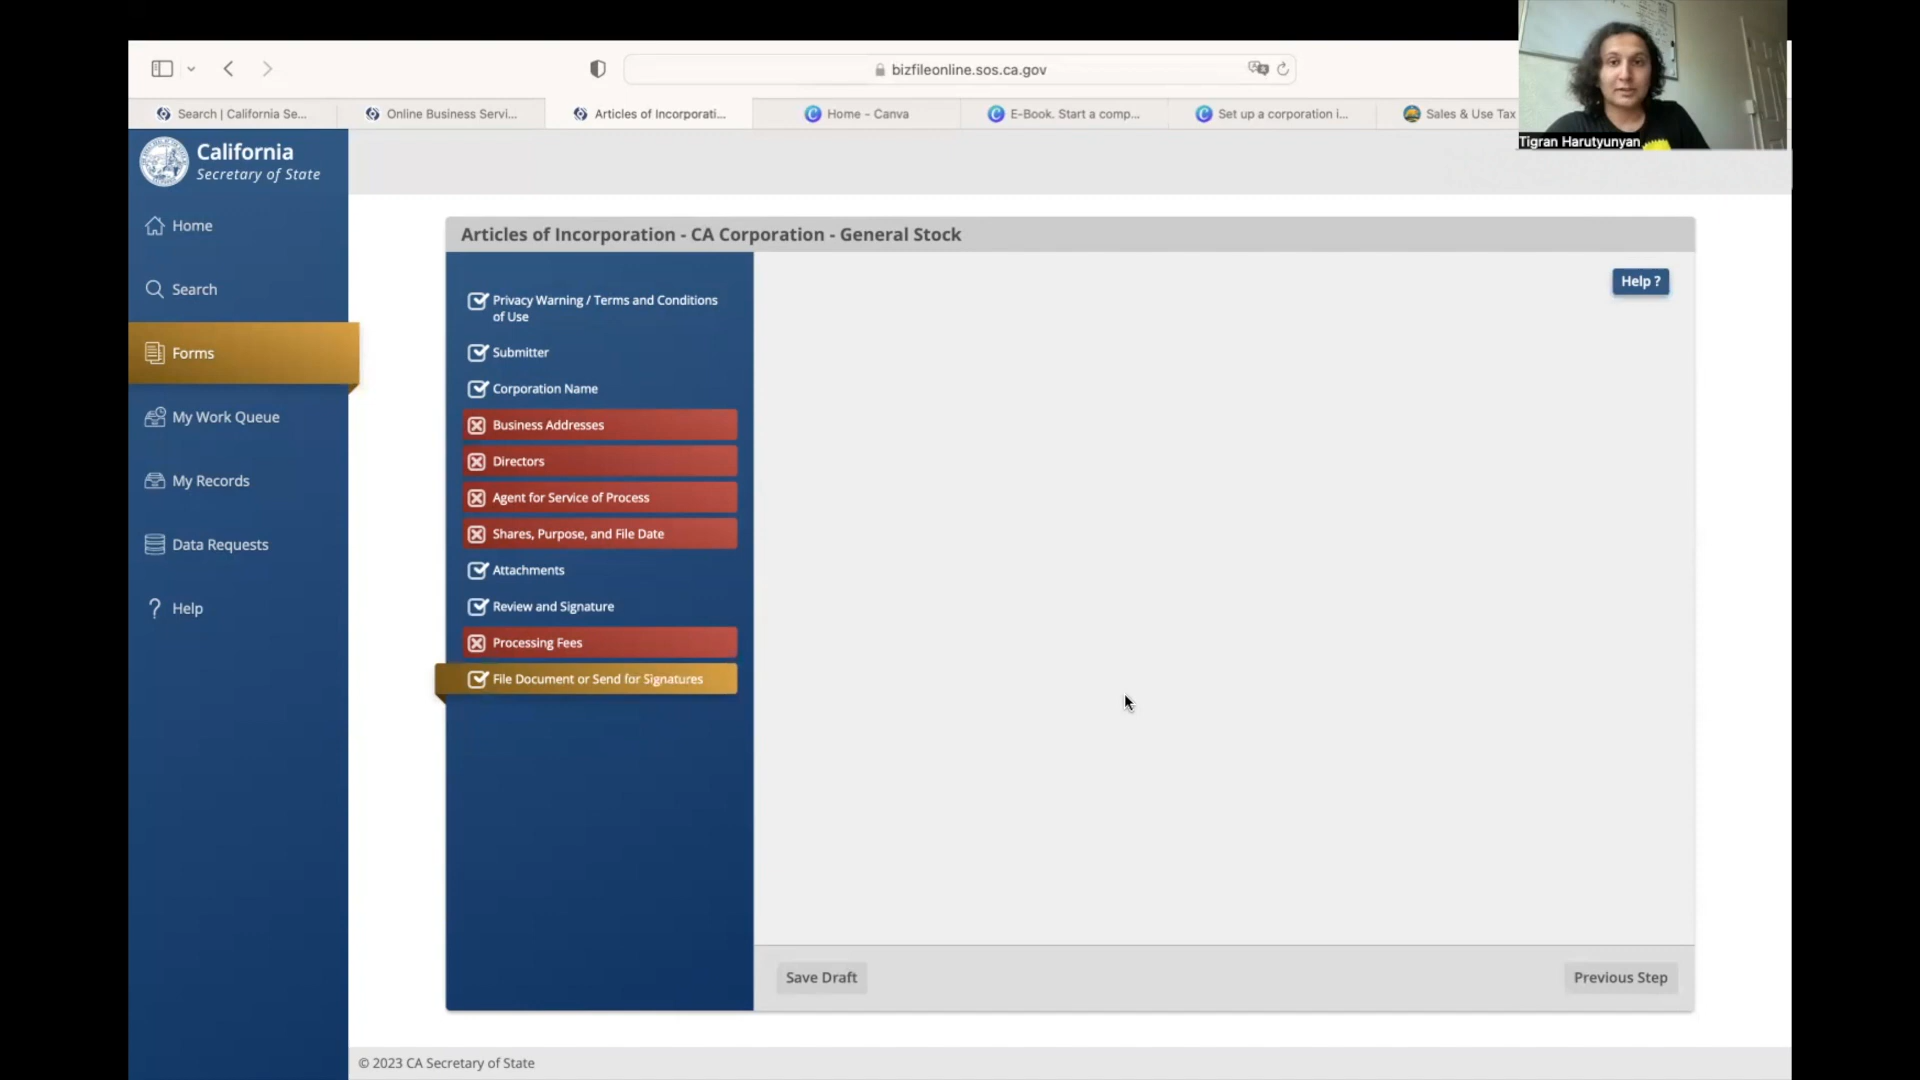 bizfileonline.sos.ca.gov
Search | California Se...
Online Business Servi...
Articles of Incorporati...
Home – Canva
E-Book. Start a comp...
Set up a corporation i...
Sales & Use Tax
Tigran Harutyunyan
California
Secretary of State
Home
Search
Forms
My Work Queue
My Records
Data Requests
Help
Articles of Incorporation - CA Corporation - General Stock
Help ?
Privacy Warning / Terms and Conditions
of Use
Submitter
Corporation Name
Business Addresses
Directors
Agent for Service of Process
Shares, Purpose, and File Date
Attachments
Review and Signature
Processing Fees
File Document or Send for Signatures
Save Draft
Previous Step
© 2023 CA Secretary of State